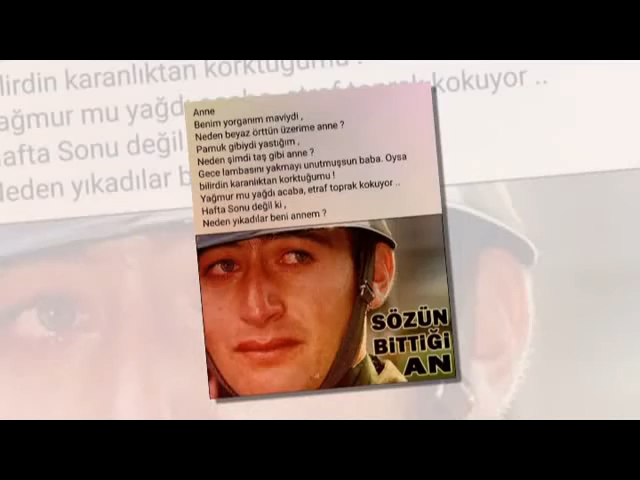 Anne
Benim yorganım maviydi ,
Neden beyaz örttün üzerime anne ?
Pamuk gibiydi yastığım ,
Neden şimdi taş gibi anne ?
Gece lambasını yakmayı unutmuşsun baba. Oysa
bilirdin karanlıktan korktuğumu !
Yağmur mu yağdı acaba, etraf toprak kokuyor ..
Hafta Sonu değil ki ,
Neden yıkadılar beni annem ?
SÖZÜN
BİTTİĞİ
AN
bilirdin karanlıktan korktuğumu !
Yağmur mu yağdı acaba, etraf toprak kokuyor ..
Hafta Sonu değil
Neden yıkadılar b